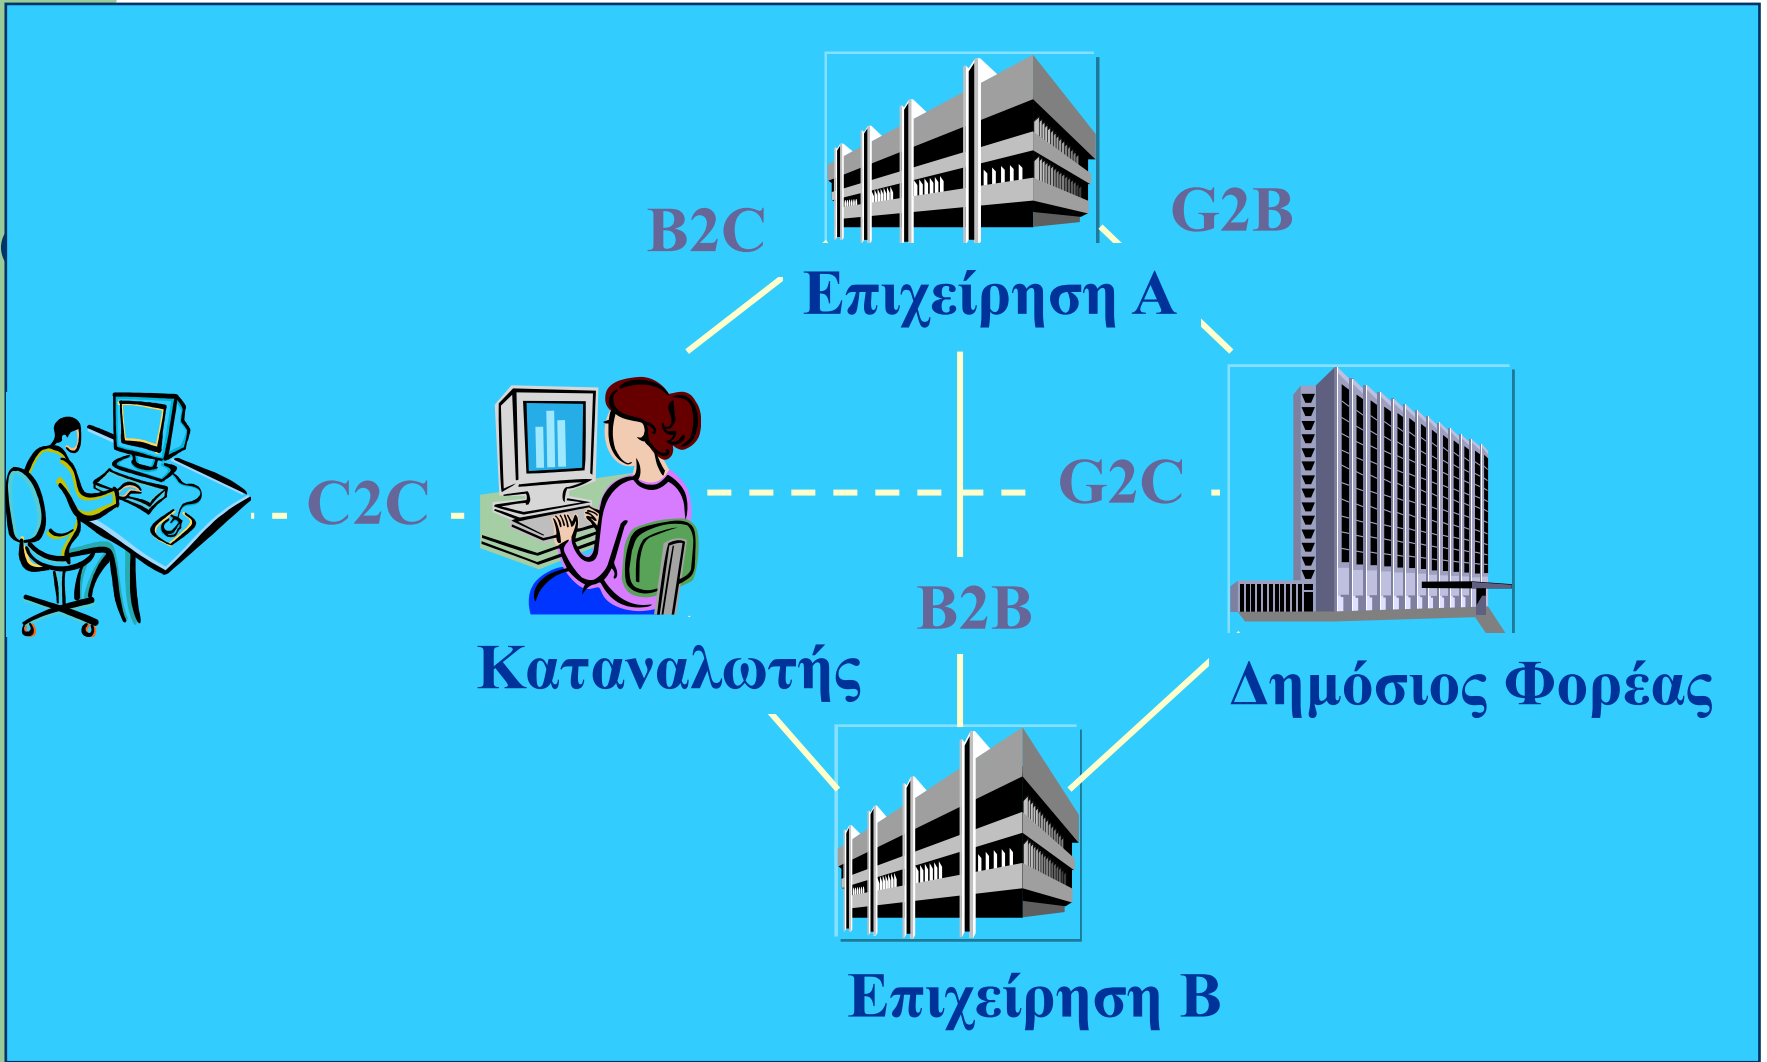 B2C
G2B
Επιχείρηση Α
C2C
G2C
B2B
Καταναλωτής
Δημόσιος Φορέας
Επιχείρηση Β